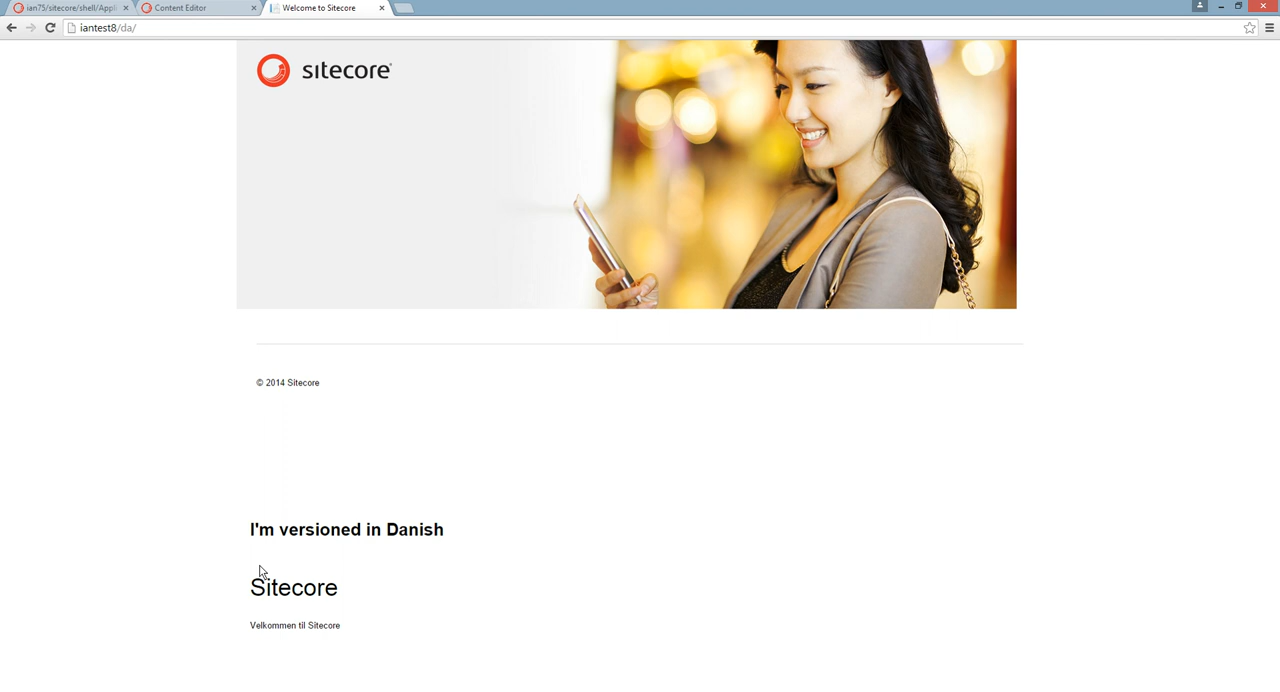 ian75/sitecore/shell/Appli
Content Editor
Welcome to Sitecore
iantest8/da/
sitecore
© 2014 Sitecore
I'm versioned in Danish
Sitecore
Velkommen til Sitecore